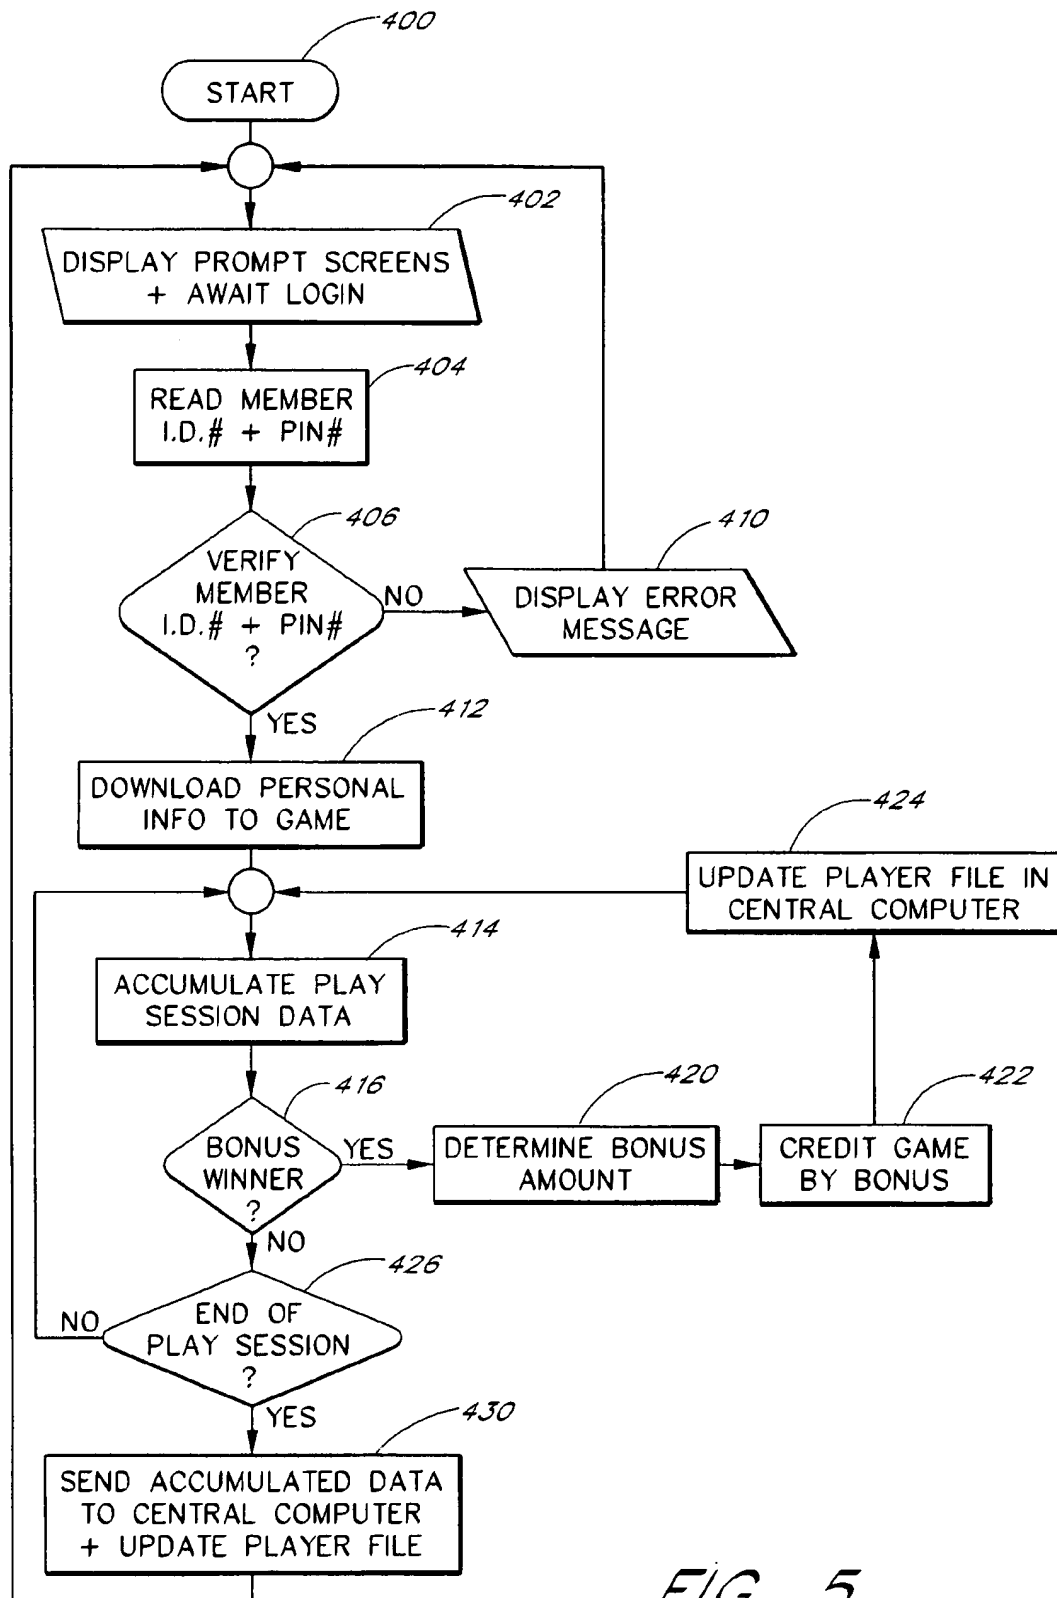 400
START
402
DISPLAY PROMPT SCREENS
+ AWAIT LOGIN
404
READ MEMBER
I.D.# + PIN#
406
VERIFY
MEMBER
I.D.# + PIN#
?
NO
410
DISPLAY ERROR
MESSAGE
YES
412
DOWNLOAD PERSONAL
INFO TO GAME
424
UPDATE PLAYER FILE IN
CENTRAL COMPUTER
414
ACCUMULATE PLAY
SESSION DATA
416
BONUS
WINNER
?
YES
420
DETERMINE BONUS
AMOUNT
422
CREDIT GAME
BY BONUS
NO
426
END OF
PLAY SESSION
?
NO
YES
430
SEND ACCUMULATED DATA
TO CENTRAL COMPUTER
+ UPDATE PLAYER FILE
FIG. 5